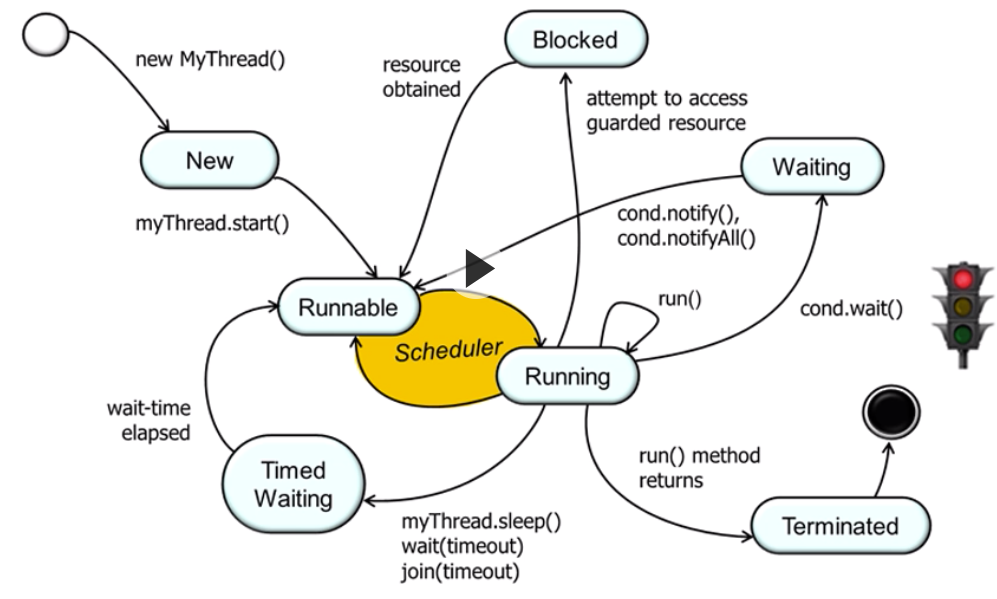 Blocked
new MyThread()
resource
obtained
attempt to access
guarded resource
New
Waiting
myThread.start()
cond.notify(),
cond.notifyAll()
Runnable
run()
cond.wait()
Scheduler
Running
wait-time
elapsed
Timed
Waiting
run() method
returns
myThread.sleep()
wait(timeout)
join(timeout)
Terminated